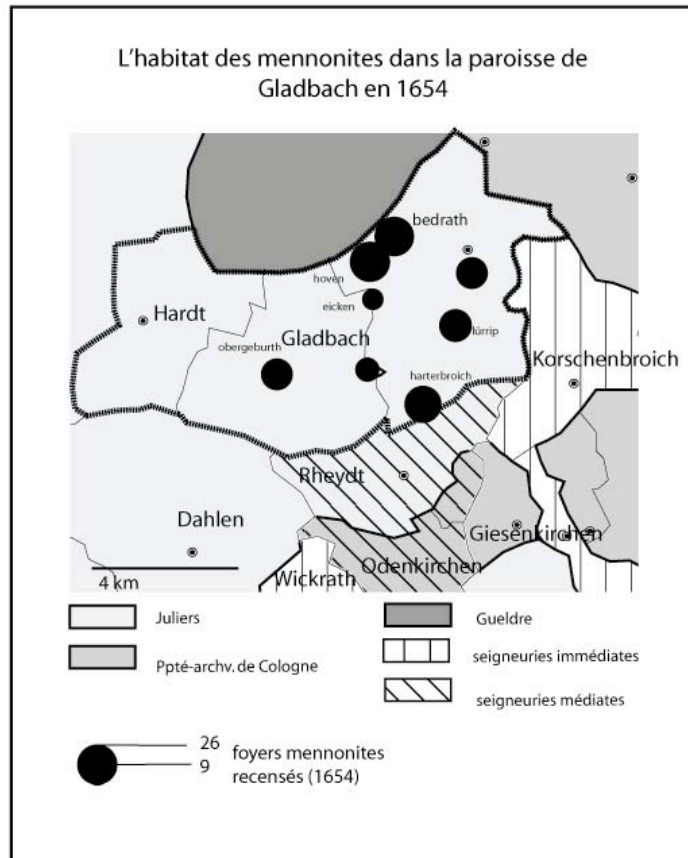 L'habitat des mennonites dans la paroisse de
Gladbach en 1654
bedrath
hoven
eicken
Hardt
Gladbach
lürrip
obergeburth
Korschenbroich
harterbroich
Rheydt
Dahlen
Giesenkirchen
Odenkirchen
Wickrath
4 km
Juliers
Gueldre
Ppté-archv. de Cologne
seigneuries immédiates
seigneuries médiates
26
9
foyers mennonites
recensés (1654)